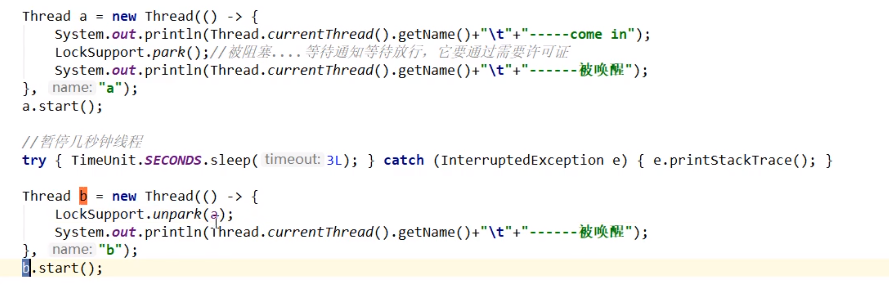 Thread a = new Thread(() -> {
    System.out.println(Thread.currentThread().getName()+"\t"+"-----come in");
    LockSupport.park();//被阻塞....等待通知等待放行，它要通过需要许可证
    System.out.println(Thread.currentThread().getName()+"\t"+"------被唤醒");
}, name: "a");
a.start();
//暂停几秒钟线程
try { TimeUnit.SECONDS.sleep( timeout: 3L); } catch (InterruptedException e) { e.printStackTrace(); }
Thread b = new Thread(() -> {
    LockSupport.unpark(a);
    System.out.println(Thread.currentThread().getName()+"\t"+"------被唤醒");
}, name: "b");
b.start();